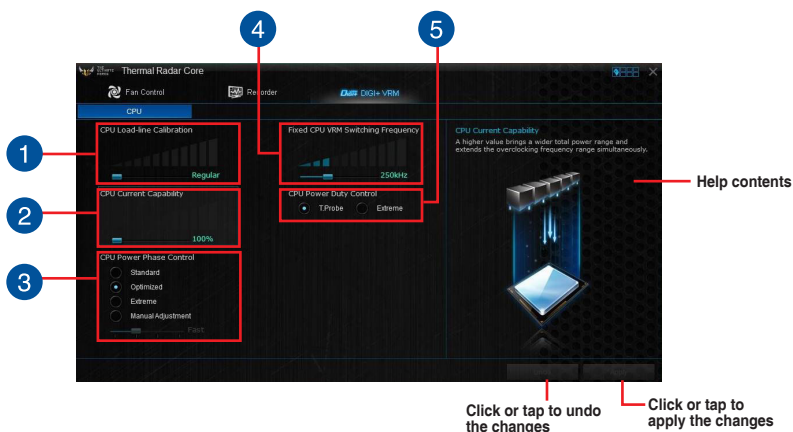 4
5
THE ULTIMATE FORCE
Thermal Radar Core
Fan Control
Recorder
DIGI+ VRM
CPU
1
CPU Load-line Calibration
Regular
Fixed CPU VRM Switching Frequency
250kHz
CPU Current Capability
A higher value brings a wider total power range and
extends the overclocking frequency range simultaneously.
Help contents
2
CPU Current Capability
100%
CPU Power Duty Control
T.Probe
Extreme
3
CPU Power Phase Control
Standard
Optimized
Extreme
Manual Adjustment
Fast
Click or tap to undo
the changes
Click or tap to
apply the changes